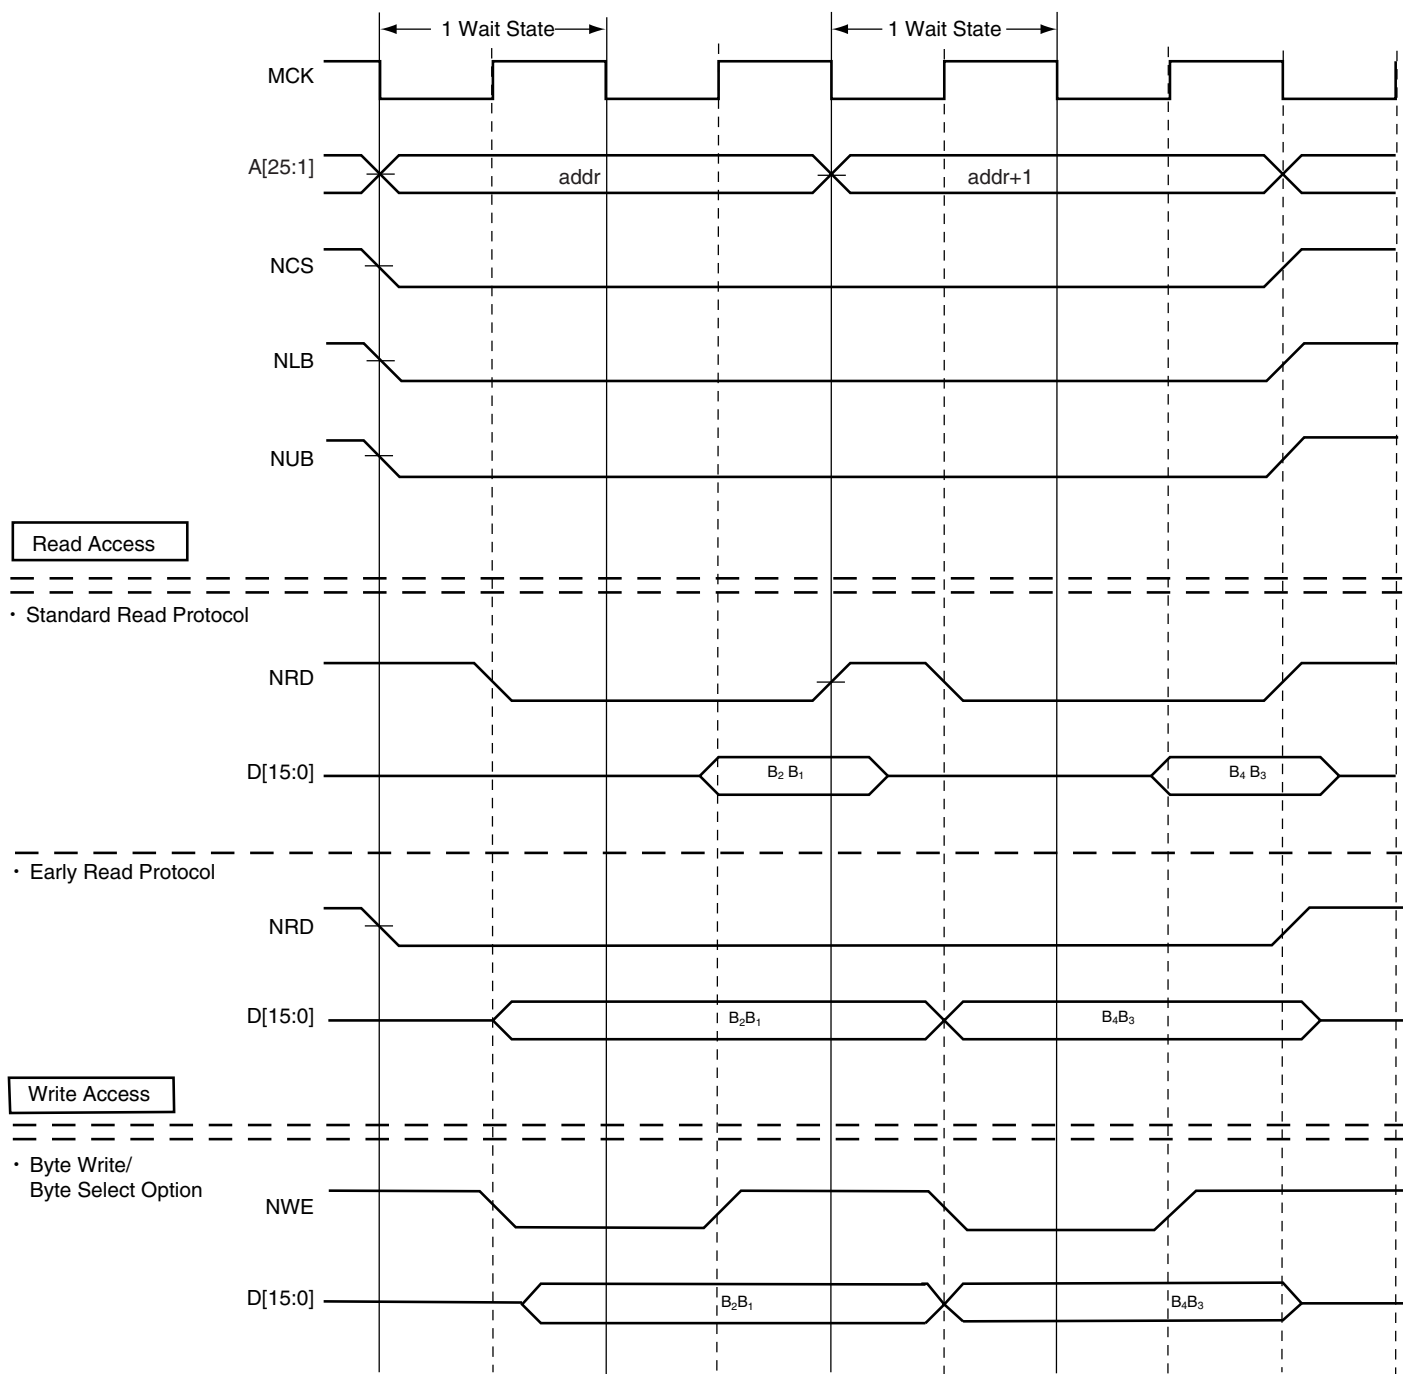 1 Wait State 1 Wait State
MCK
A[25:1] addr addr+1
NCS
NLB
NUB
Read Access
· Standard Read Protocol
NRD
D[15:0] B₂ B₁ B₄ B₃
· Early Read Protocol
NRD
D[15:0] B₂B₁ B₄B₃
Write Access
· Byte Write/
Byte Select Option
NWE
D[15:0] B₂B₁ B₄B₃